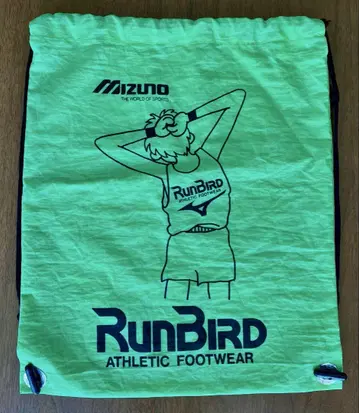 MIZUNO
THE WORLD OF SPORTS
RUNBIRD
ATHLETIC FOOTWEAR
RUNBIRD
ATHLETIC FOOTWEAR